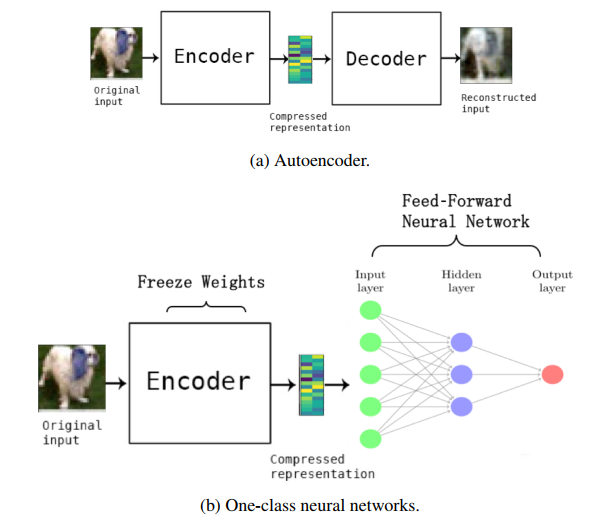 Original
input
Encoder
Compressed
representation
Decoder
Reconstructed
input
(a) Autoencoder.
Feed-Forward
Neural Network
Freeze Weights
Input
layer
Hidden
layer
Output
layer
Original
input
Encoder
Compressed
representation
(b) One-class neural networks.